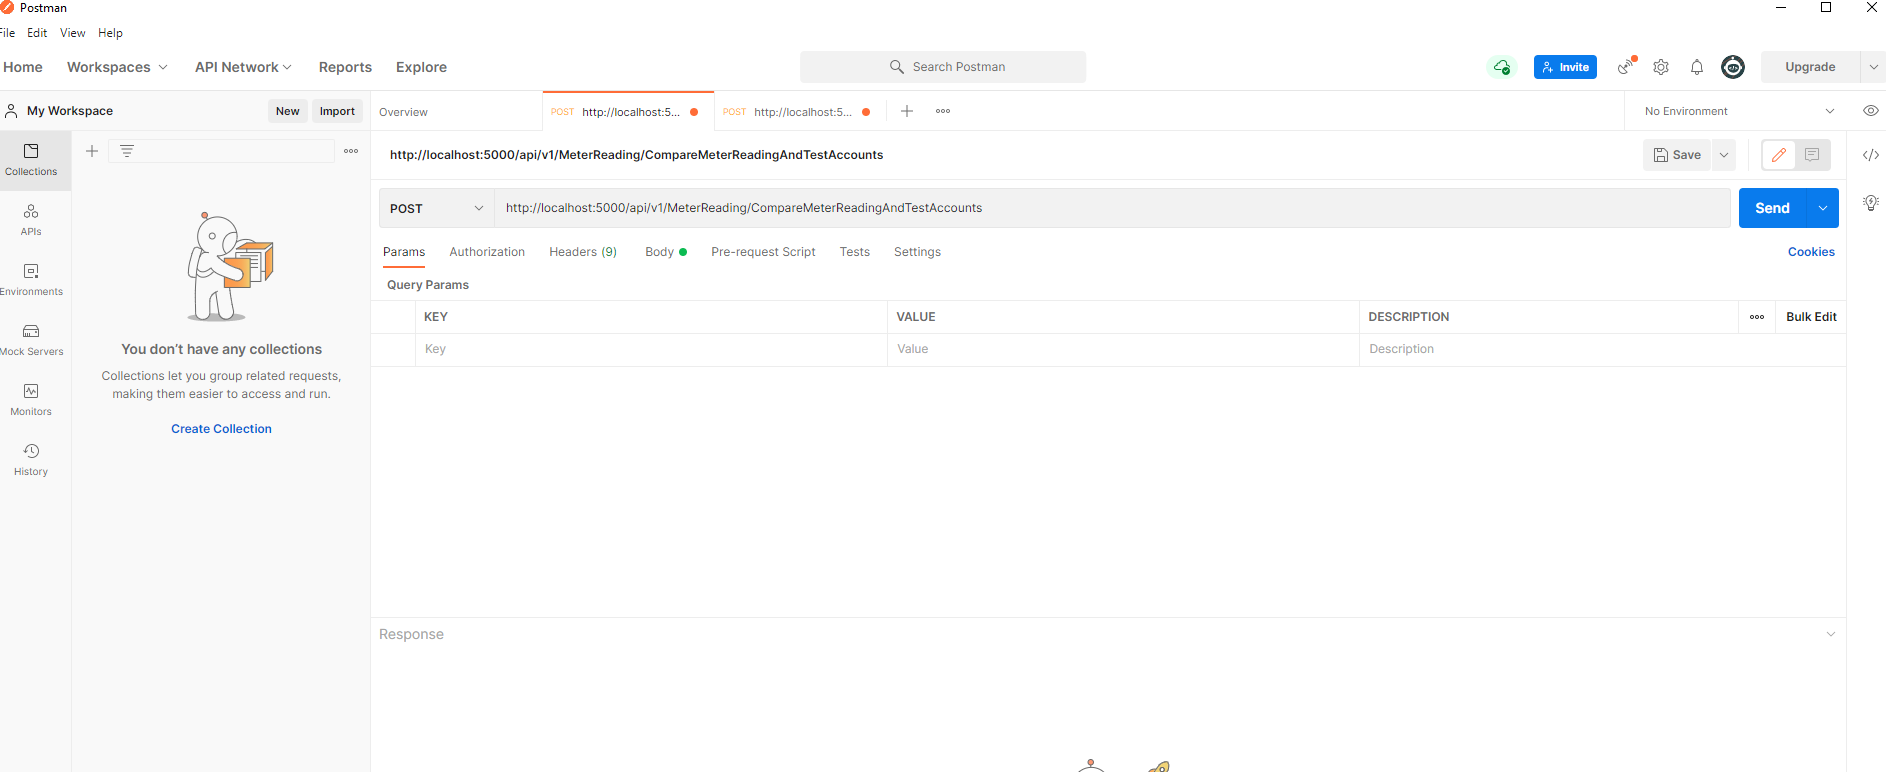 Postman
File Edit View Help
Home Workspaces API Network Reports Explore
Search Postman
Invite
Upgrade
My Workspace
New Import
Overview
POST http://localhost:5...
POST http://localhost:5...
No Environment
Collections
APIs
Environments
Mock Servers
Monitors
History
You don’t have any collections
Collections let you group related requests,
making them easier to access and run.
Create Collection
http://localhost:5000/api/v1/MeterReading/CompareMeterReadingAndTestAccounts
Save
POST
http://localhost:5000/api/v1/MeterReading/CompareMeterReadingAndTestAccounts
Send
Params Authorization Headers (9) Body Pre-request Script Tests Settings
Cookies
Query Params
KEY VALUE DESCRIPTION
Bulk Edit
Key Value Description
Response